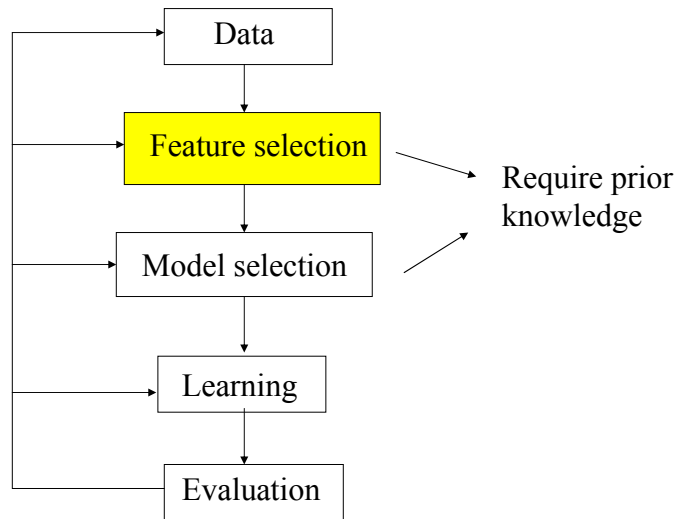 Data
Feature selection
Require prior
knowledge
Model selection
Learning
Evaluation